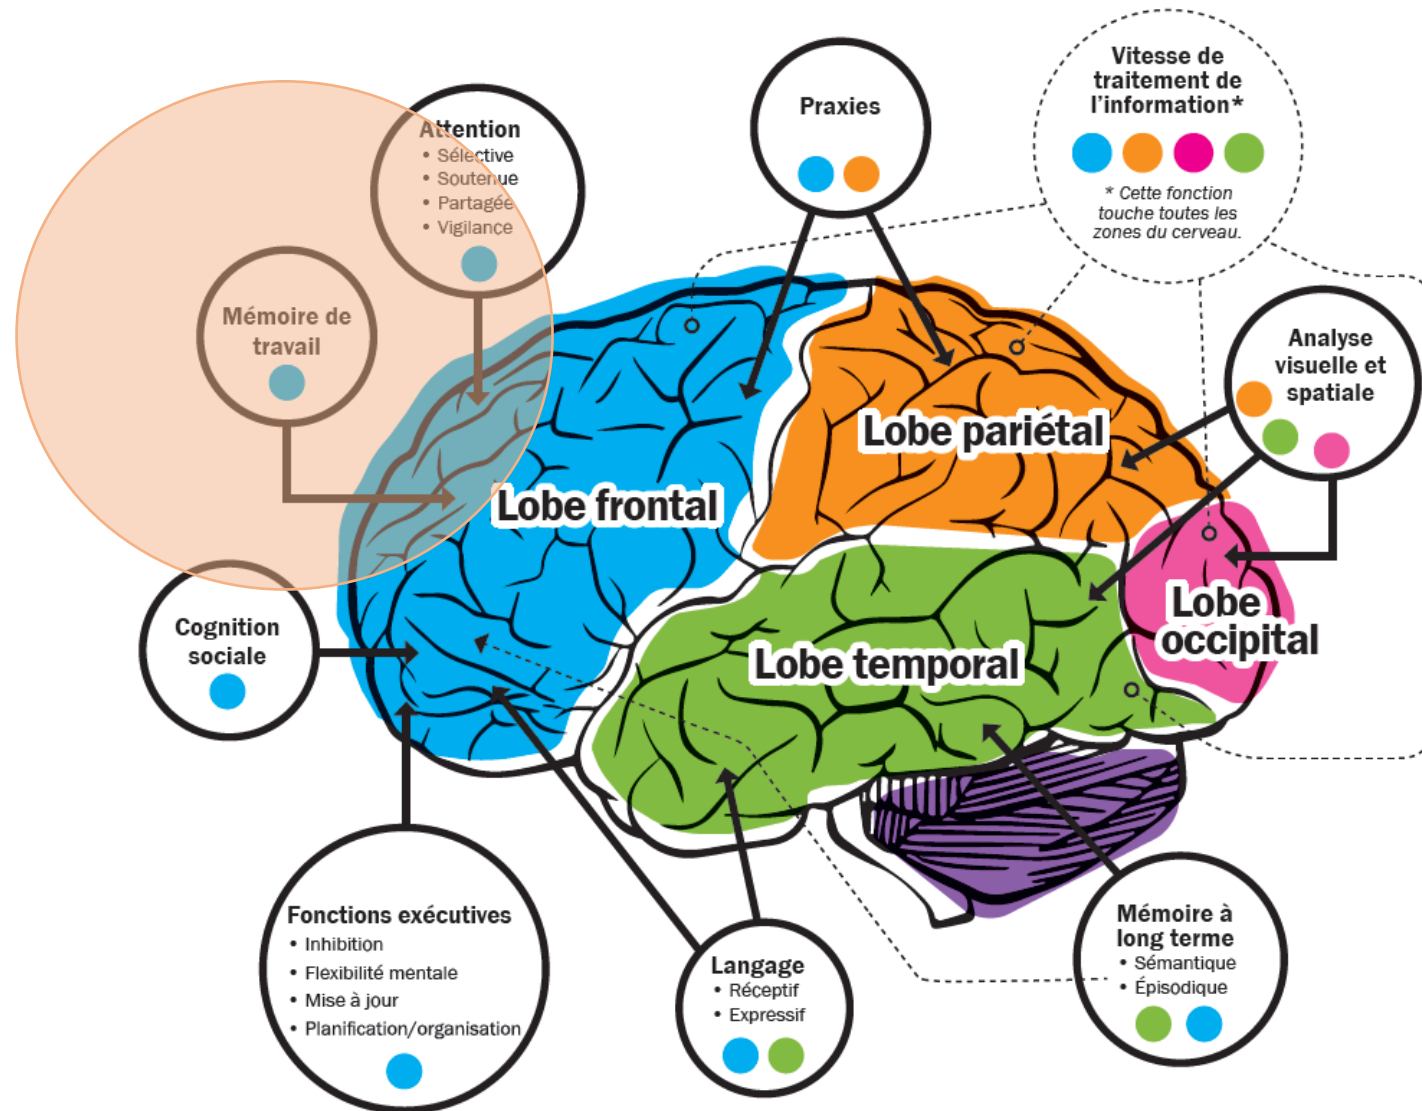 Attention
• Sélective
• Soutenue
• Partagée
• Vigilance
Praxies
Vitesse de
traitement de
l'information*
* Cette fonction
touche toutes les
zones du cerveau.
Mémoire de
travail
Analyse
visuelle et
spatiale
Lobe pariétal
Lobe frontal
Lobe
occipital
Lobe temporal
Cognition
sociale
Fonctions exécutives
• Inhibition
• Flexibilité mentale
• Mise à jour
• Planification/organisation
Langage
• Réceptif
• Expressif
Mémoire à
long terme
• Sémantique
• Épisodique